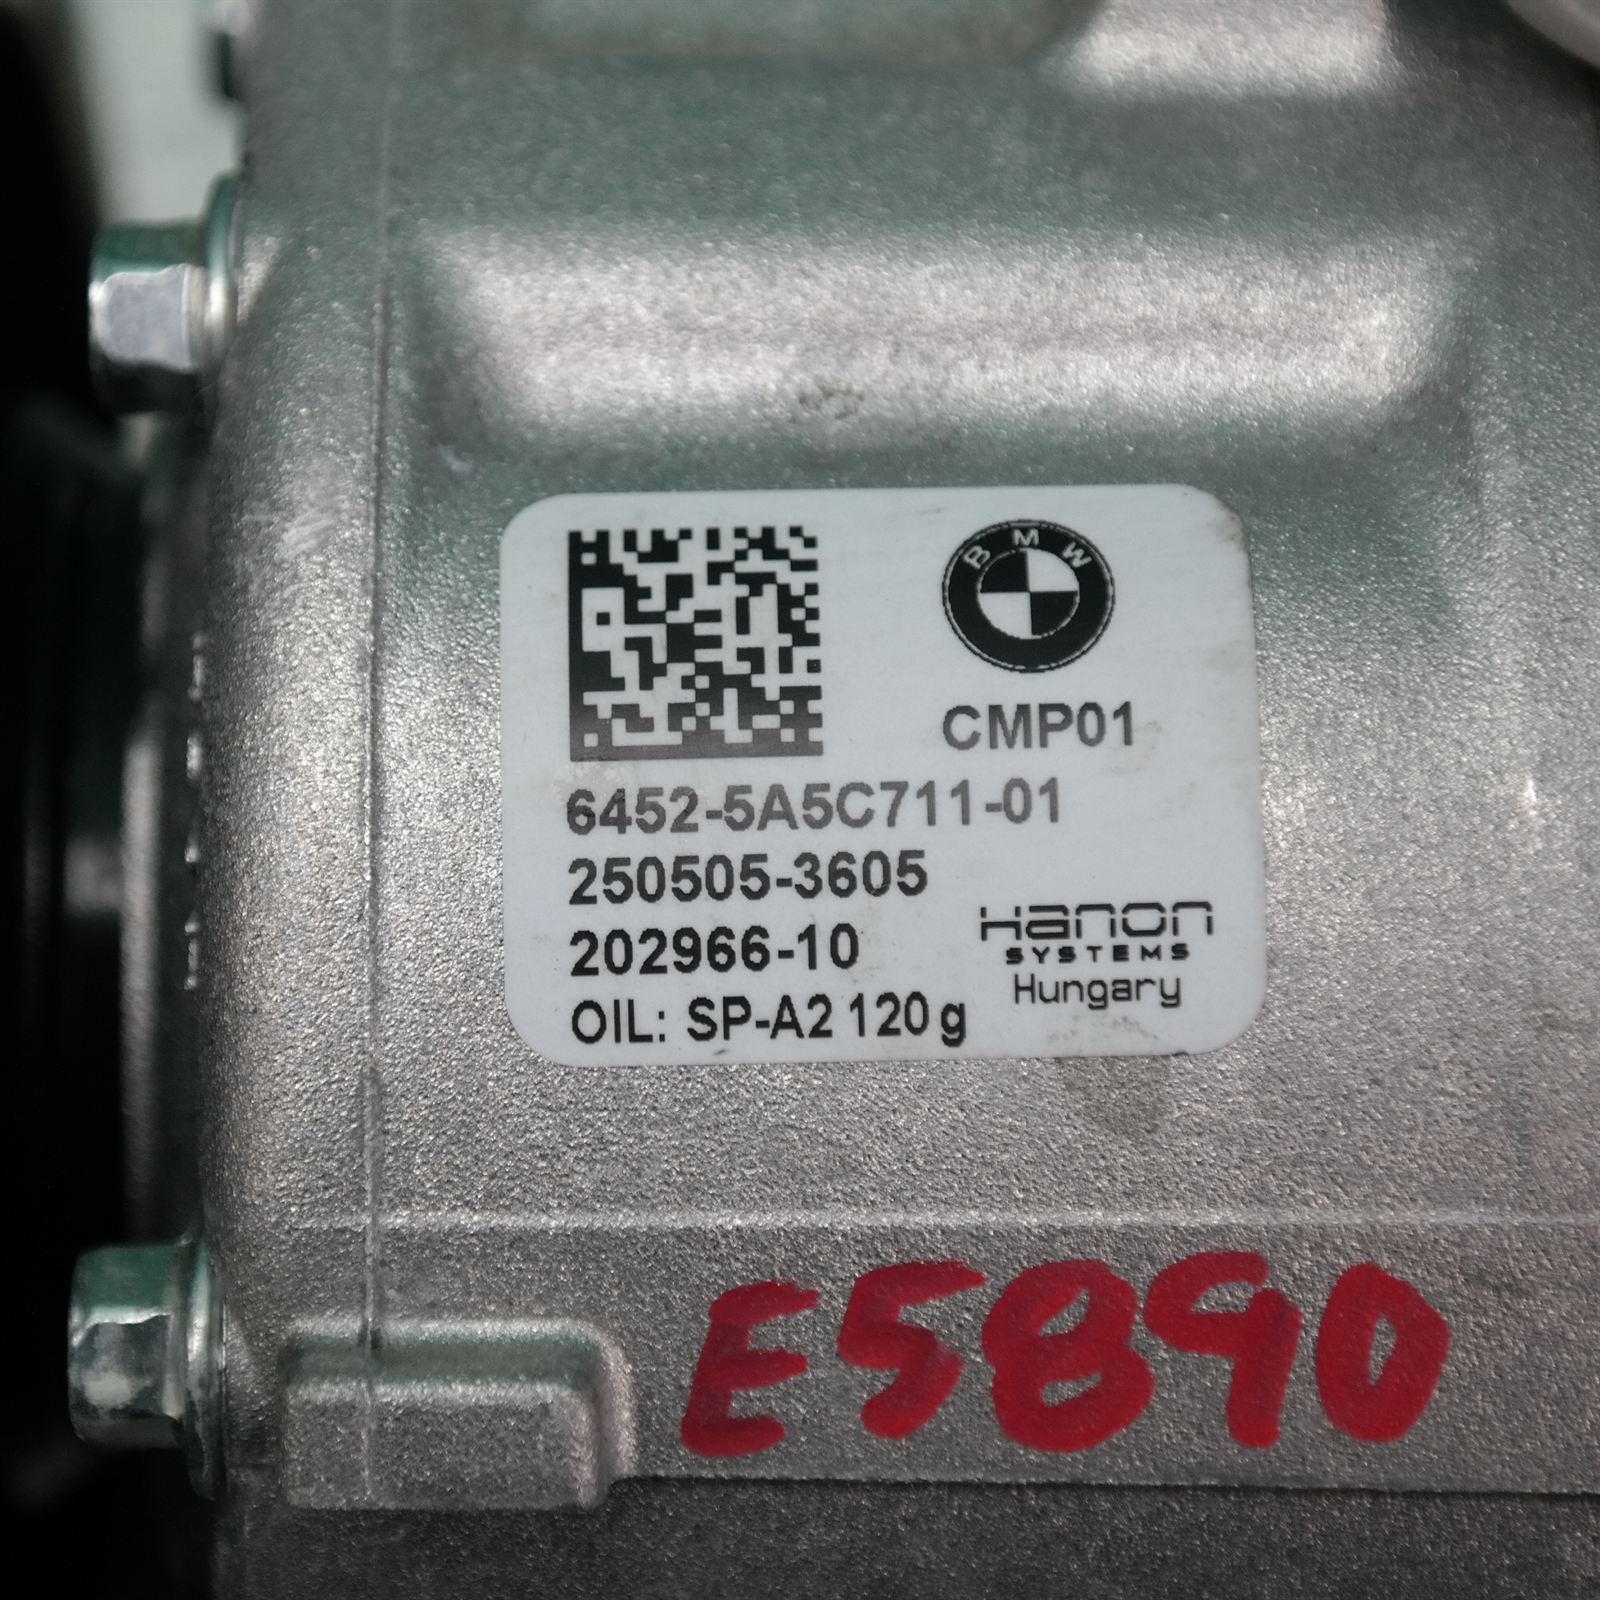 BMW
CMP01
6452-5A5C711-01
250505-3605
202966-10
Hanon
SYSTEMS
Hungary
OIL: SP-A2 120 g
E5890